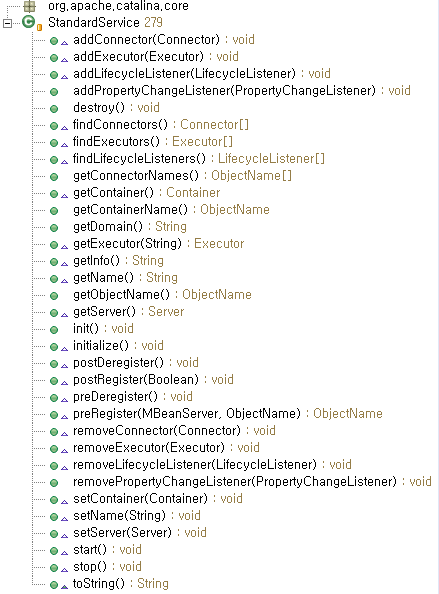 org.apache.catalina.core
StandardService 279
addConnector(Connector) : void
addExecutor(Executor) : void
addLifecycleListener(LifecycleListener) : void
addPropertyChangeListener(PropertyChangeListener) : void
destroy() : void
findConnectors() : Connector[]
findExecutors() : Executor[]
findLifecycleListeners() : LifecycleListener[]
getConnectorNames() : ObjectName[]
getContainer() : Container
getContainerName() : ObjectName
getDomain() : String
getExecutor(String) : Executor
getInfo() : String
getName() : String
getObjectName() : ObjectName
getServer() : Server
init() : void
initialize() : void
postDeregister() : void
postRegister(Boolean) : void
preDeregister() : void
preRegister(MBeanServer, ObjectName) : ObjectName
removeConnector(Connector) : void
removeExecutor(Executor) : void
removeLifecycleListener(LifecycleListener) : void
removePropertyChangeListener(PropertyChangeListener) : void
setContainer(Container) : void
setName(String) : void
setServer(Server) : void
start() : void
stop() : void
toString() : String